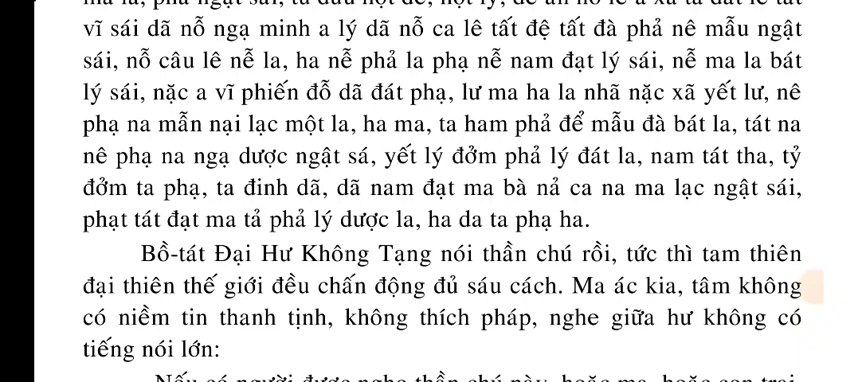 vĩ sái dã nỗ ngạ minh a lý dã nỗ ca lê tất đệ tất đà phả nê mẫu ngật
sái, nỗ câu lê nễ la, ha nễ phả la phạ nễ nam đạt lý sái, nễ ma la bát
lý sái, nặc a vĩ phiến đỗ dã đát phạ, lư ma ha la nhã nặc xã yết lư, nê
phạ na mẫn nại lạc một la, ha ma, ta ham phả để mẫu đà bát la, tát na
nê phạ na ngạ dược ngật sá, yết lý đởm phả lý đát la, nam tát tha, tỷ
đởm ta phạ, ta đinh dã, dã nam đạt ma bà nả ca na ma lạc ngật sái,
phạt tát đạt ma tả phả lý dược la, ha da ta phạ ha.
Bồ-tát Đại Hư Không Tạng nói thần chú rồi, tức thì tam thiên
đại thiên thế giới đều chấn động đủ sáu cách. Ma ác kia, tâm không
có niềm tin thanh tịnh, không thích pháp, nghe giữa hư không có
tiếng nói lớn: